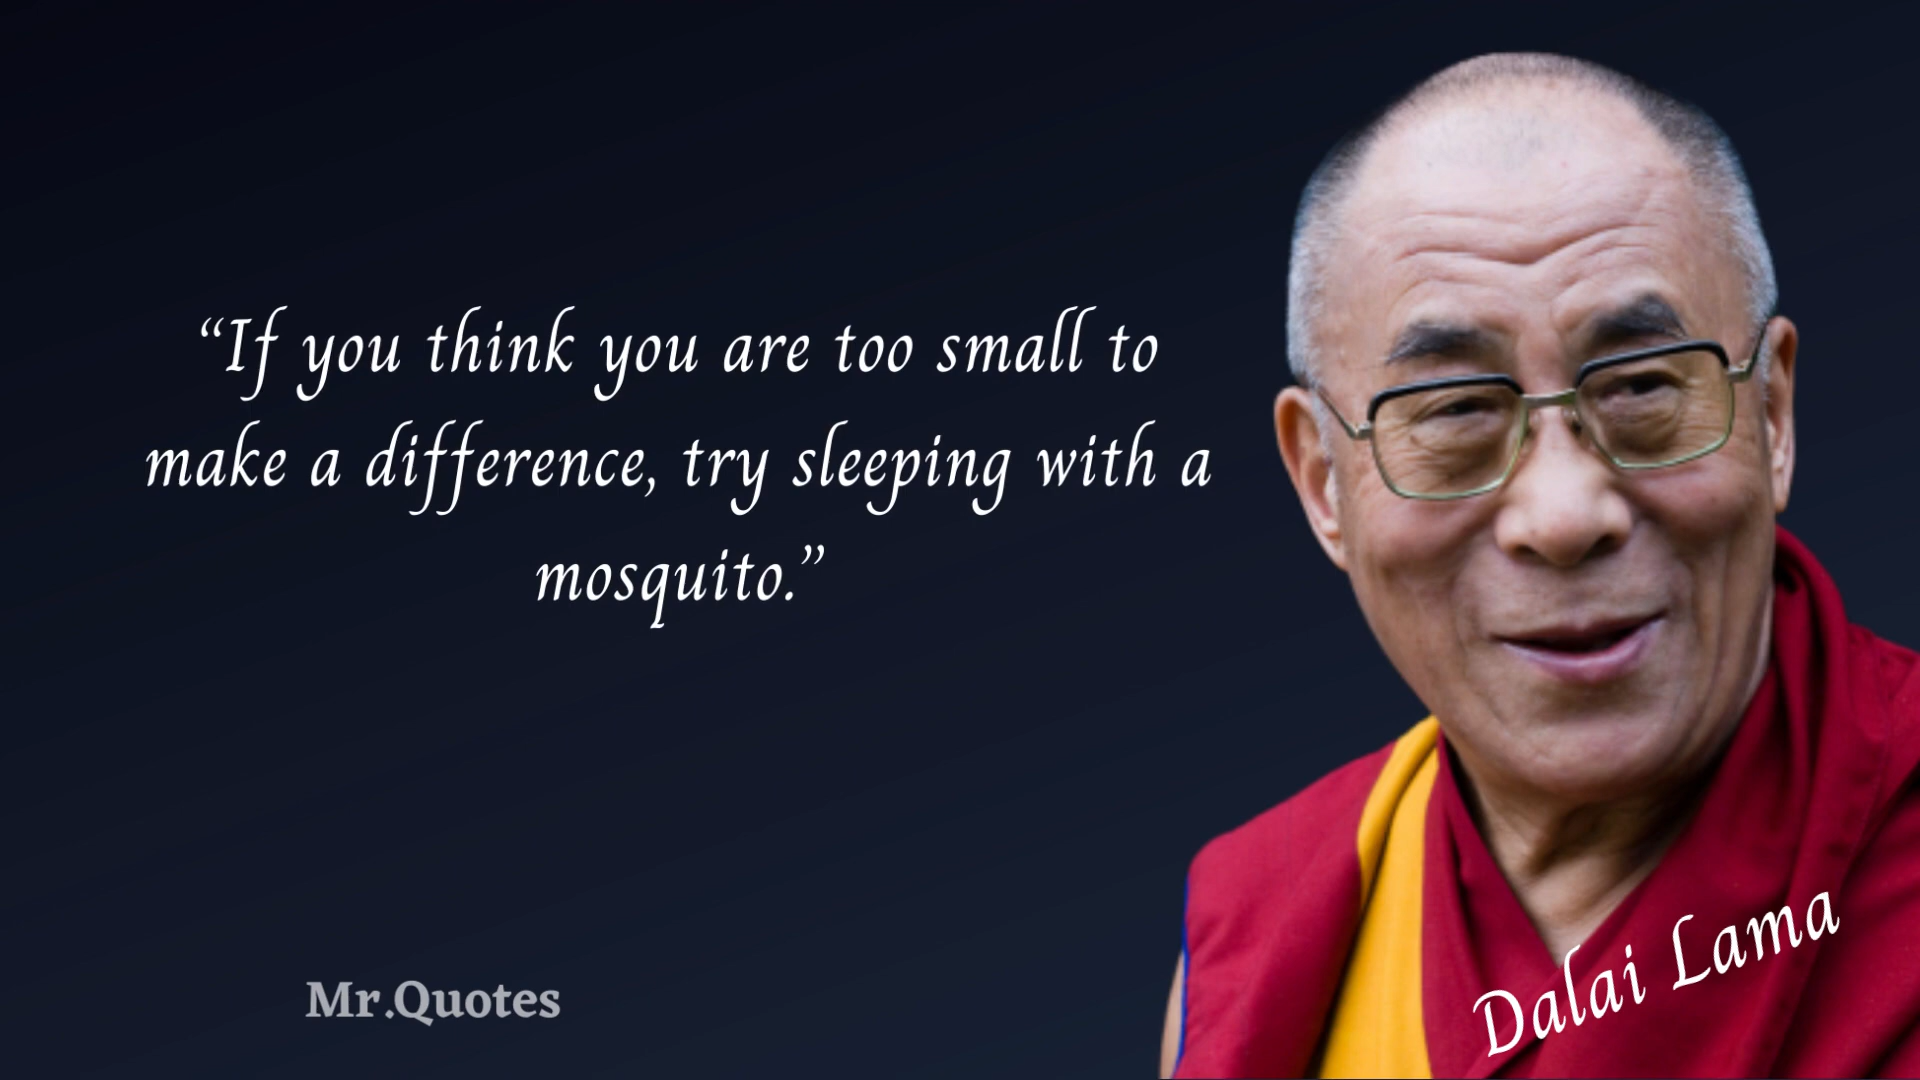 “If you think you are too small to
make a difference, try sleeping with a
mosquito.”
Dalai Lama
Mr.Quotes